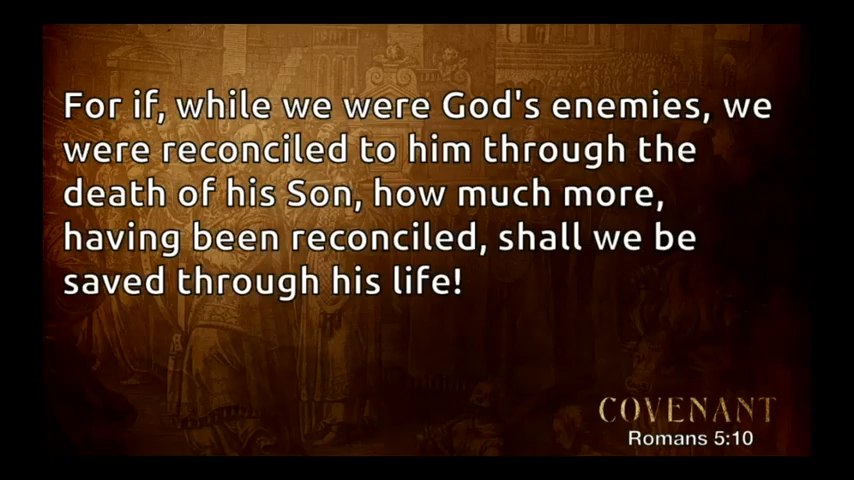 For if, while we were God's enemies, we
were reconciled to him through the
death of his Son, how much more,
having been reconciled, shall we be
saved through his life!
COVENANT
Romans 5:10